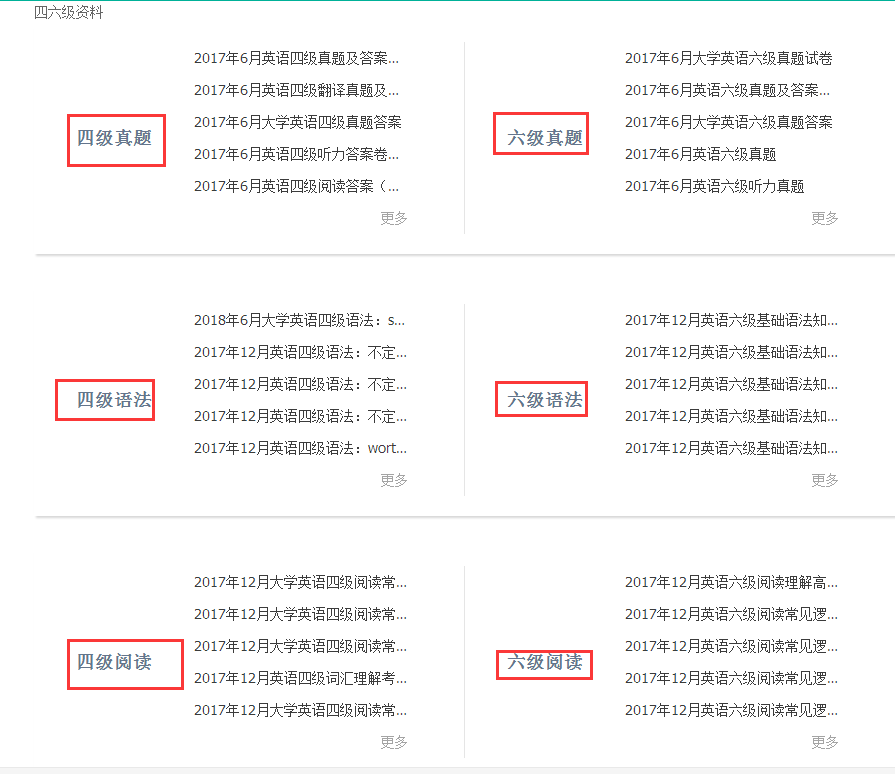 四六级资料
四级真题
2017年6月英语四级真题及答案...
2017年6月英语四级翻译真题及...
2017年6月大学英语四级真题答案
2017年6月英语四级听力答案卷...
2017年6月英语四级阅读答案（...
更多
六级真题
2017年6月大学英语六级真题试卷
2017年6月英语六级真题及答案...
2017年6月大学英语六级真题答案
2017年6月英语六级真题
2017年6月英语六级听力真题
更多
四级语法
2018年6月大学英语四级语法：s...
2017年12月英语四级语法：不定...
2017年12月英语四级语法：不定...
2017年12月英语四级语法：不定...
2017年12月英语四级语法：wort...
更多
六级语法
2017年12月英语六级基础语法知...
2017年12月英语六级基础语法知...
2017年12月英语六级基础语法知...
2017年12月英语六级基础语法知...
2017年12月英语六级基础语法知...
更多
四级阅读
2017年12月大学英语四级阅读常...
2017年12月大学英语四级阅读常...
2017年12月大学英语四级阅读常...
2017年12月英语四级词汇理解考...
2017年12月大学英语四级阅读常...
更多
六级阅读
2017年12月英语六级阅读理解高...
2017年12月英语六级阅读常见逻...
2017年12月英语六级阅读常见逻...
2017年12月英语六级阅读常见逻...
2017年12月英语六级阅读常见逻...
更多